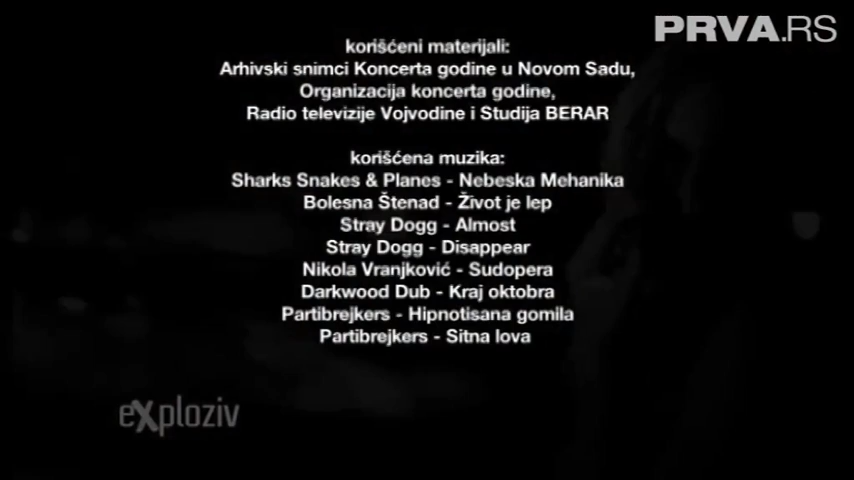 PRVA.RS
korišćeni materijali:
Arhivski snimci Koncerta godine u Novom Sadu,
Organizacija koncerta godine,
Radio televizije Vojvodine i Studija BERAR
korišćena muzika:
Sharks Snakes & Planes - Nebeska Mehanika
Bolesna Štenad - Život je lep
Stray Dogg - Almost
Stray Dogg - Disappear
Nikola Vranjković - Sudopera
Darkwood Dub - Kraj oktobra
Partibrejkers - Hipnotisana gomila
Partibrejkers - Sitna lova
exploziv